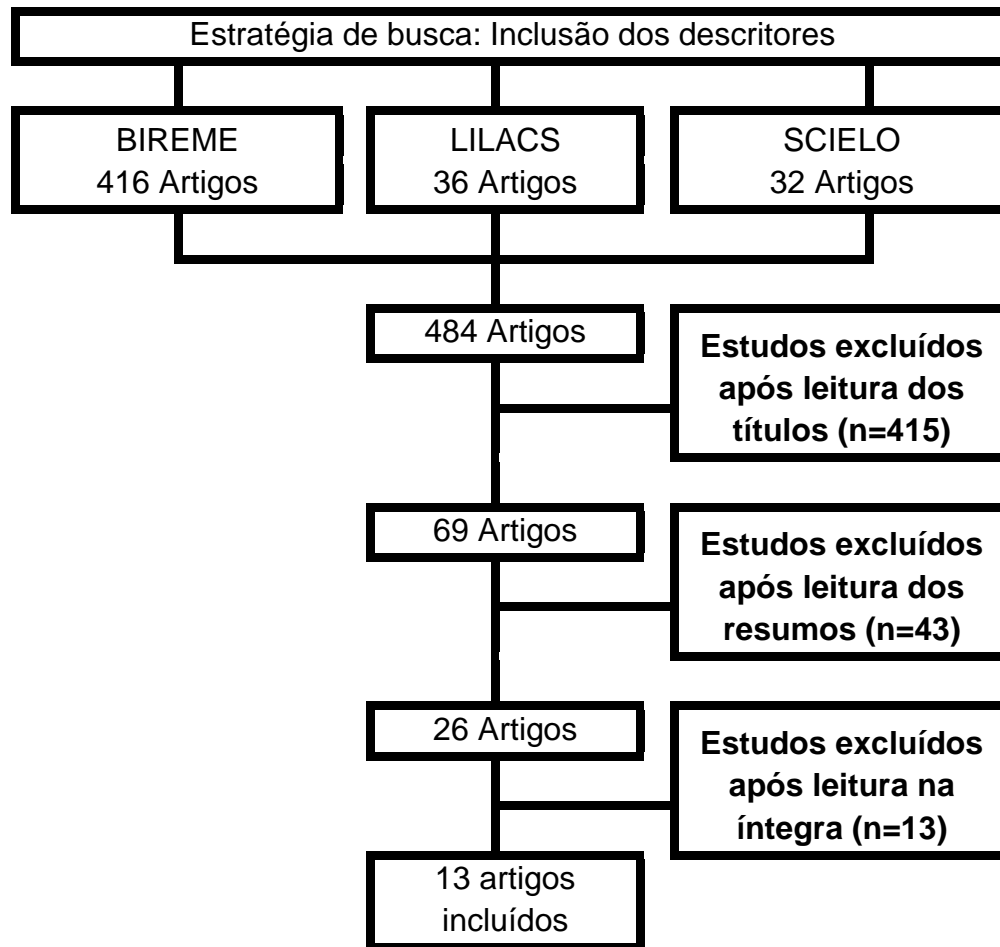 Estratégia de busca: Inclusão dos descritores
BIREME
416 Artigos
LILACS
36 Artigos
SCIELO
32 Artigos
484 Artigos
Estudos excluídos
após leitura dos
títulos (n=415)
69 Artigos
Estudos excluídos
após leitura dos
resumos (n=43)
26 Artigos
Estudos excluídos
após leitura na
íntegra (n=13)
13 artigos
incluídos